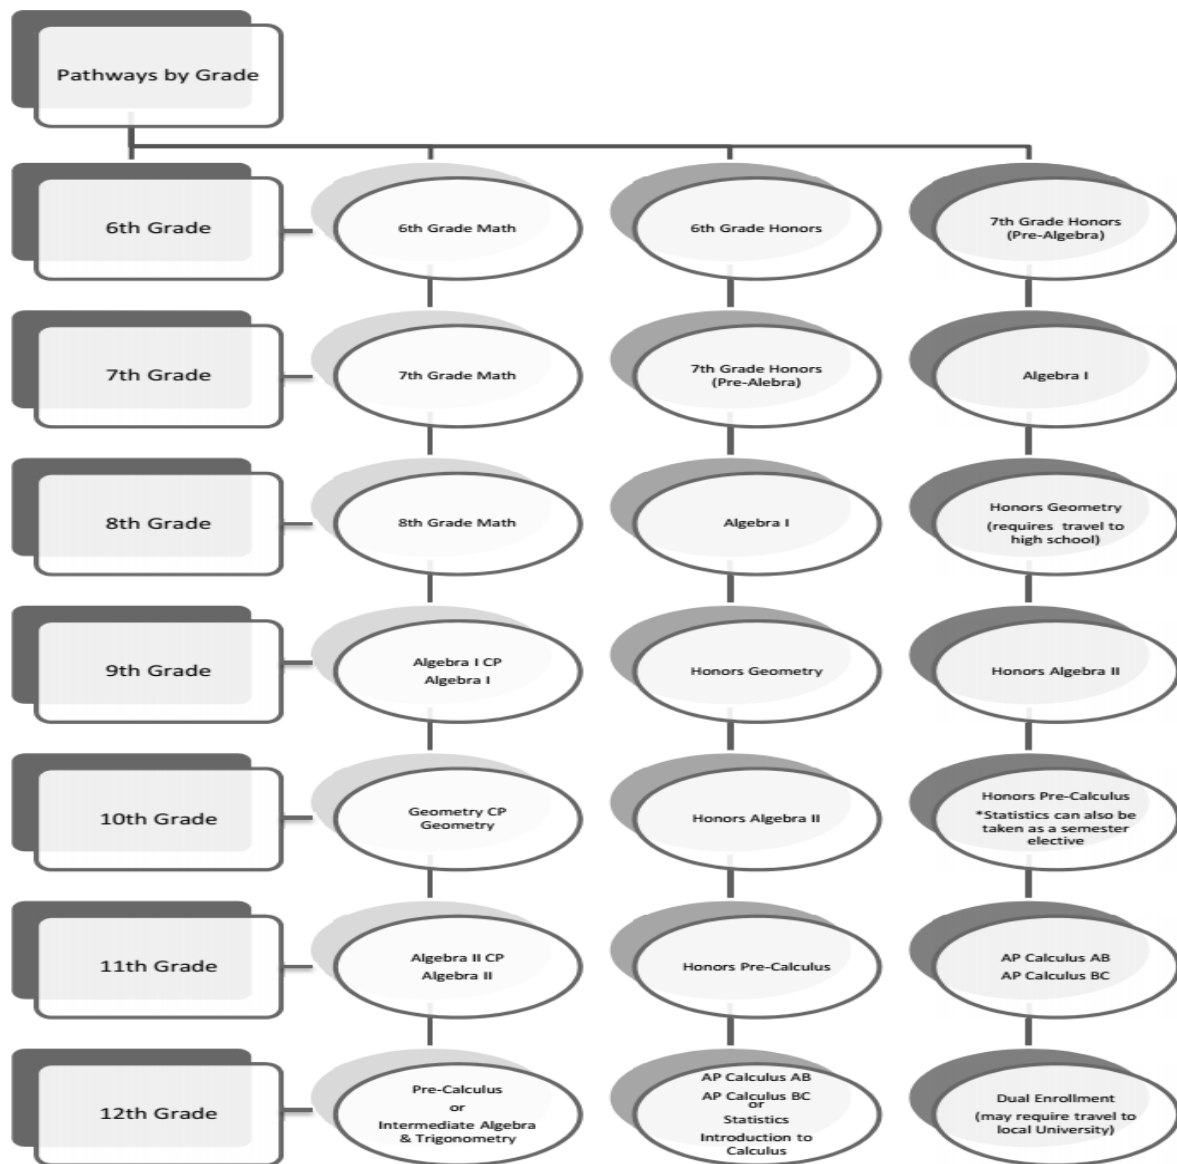 Pathways by Grade
6th Grade
6th Grade Math
6th Grade Honors
7th Grade Honors
(Pre-Algebra)
7th Grade
7th Grade Math
7th Grade Honors
(Pre-Alebra)
Algebra I
8th Grade
8th Grade Math
Algebra I
Honors Geometry
(requires travel to
high school)
9th Grade
Algebra I CP
Algebra I
Honors Geometry
Honors Algebra II
10th Grade
Geometry CP
Geometry
Honors Algebra II
Honors Pre-Calculus
*Statistics can also be
taken as a semester
elective
11th Grade
Algebra II CP
Algebra II
Honors Pre-Calculus
AP Calculus AB
AP Calculus BC
12th Grade
Pre-Calculus
or
Intermediate Algebra
& Trigonometry
AP Calculus AB
AP Calculus BC
or
Statistics
Introduction to
Calculus
Dual Enrollment
(may require travel to
local University)